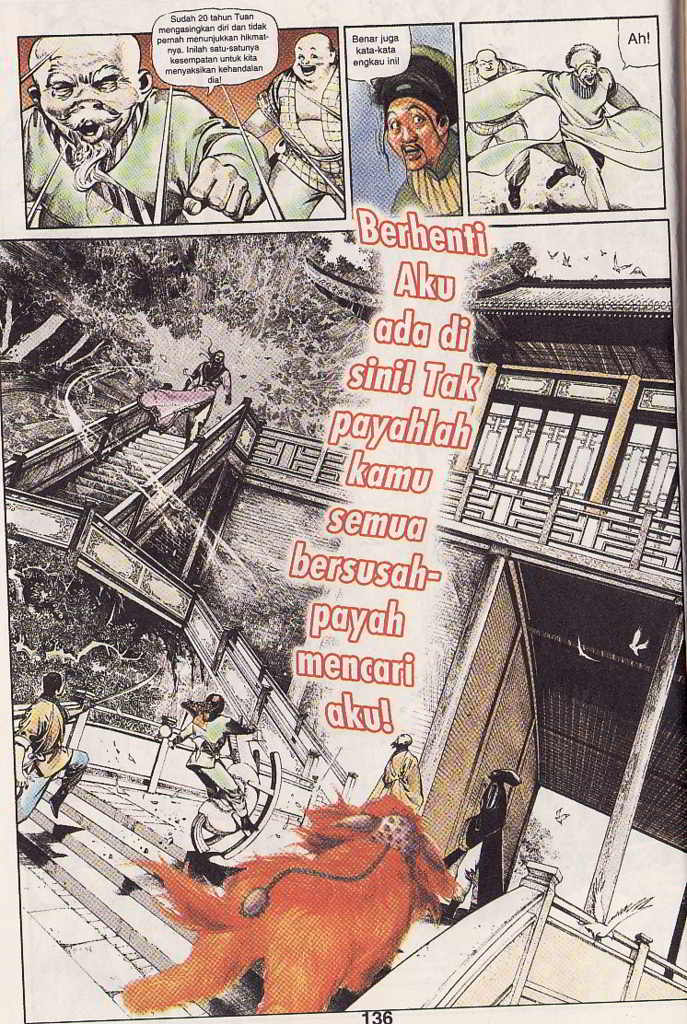 Sudah 20 tahun Tuan
mengasingkan diri dan tidak
pernah menunjukkan hikmat-
nya. Inilah satu-satunya
kesempatan untuk kita
menyaksikan kehandalan
dia!
Benar juga
kata-kata
engkau ini!
Ah!
Berhenti
Aku
ada di
sini! Tak
payahlah
kamu
semua
bersusah-
payah
mencari
aku!
136